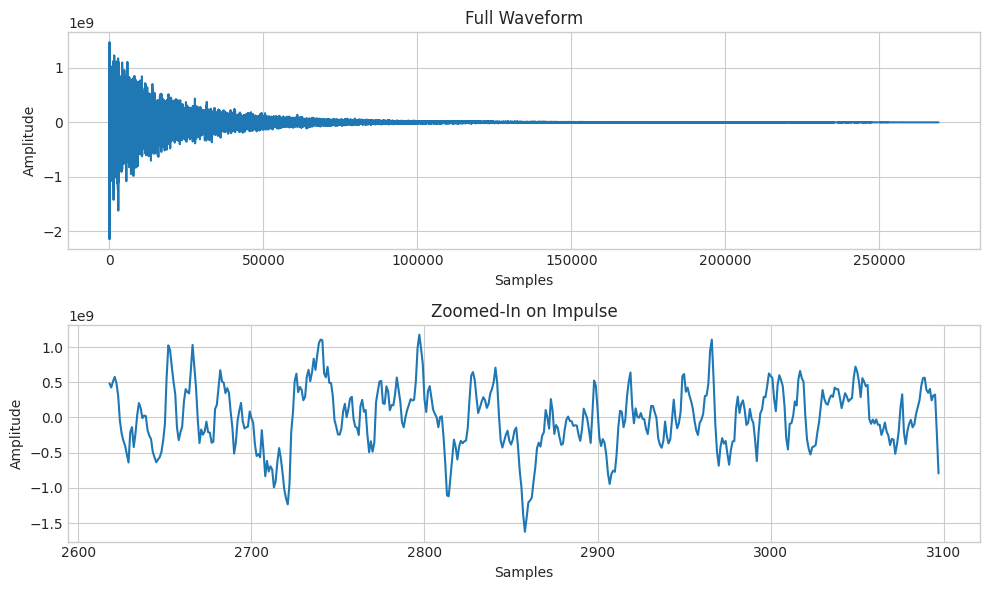 Full Waveform
1e9
1
0
−1
−2
Amplitude
0 50000 100000 150000 200000 250000
Samples
Zoomed-In on Impulse
1e9
1.0
0.5
0.0
−0.5
−1.0
−1.5
Amplitude
2600 2700 2800 2900 3000 3100
Samples